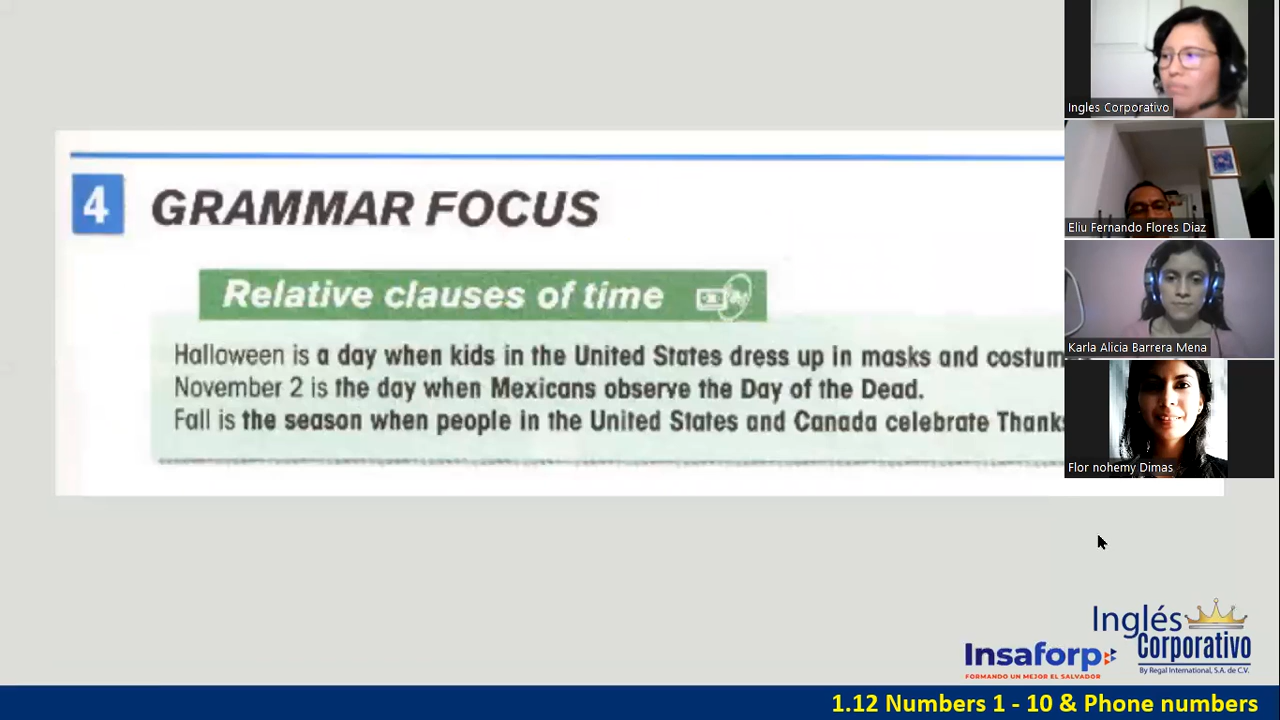 4 GRAMMAR FOCUS
Relative clauses of time
Halloween is a day when kids in the United States dress up in masks and costum
November 2 is the day when Mexicans observe the Day of the Dead.
Fall is the season when people in the United States and Canada celebrate Thanks
Ingles Corporativo
Eliu Fernando Flores Diaz
Karla Alicia Barrera Mena
Flor nohemy Dimas
Insaforp
FORMANDO UN MEJOR EL SALVADOR
Inglés
Corporativo
By Regal International, S.A. de C.V.
1.12 Numbers 1 - 10 & Phone numbers